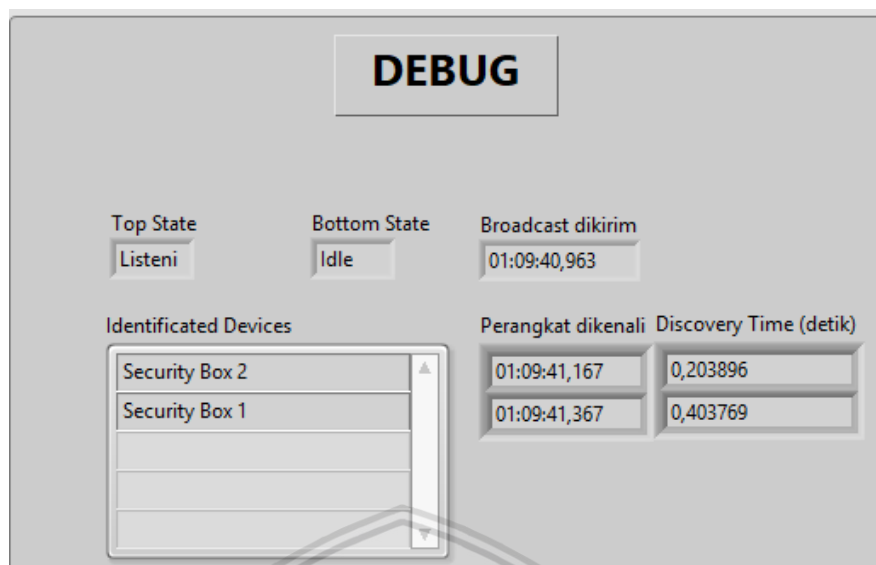 DEBUG
Top State
Bottom State
Broadcast dikirim
Listeni
Idle
01:09:40,963
Identificated Devices
Perangkat dikenali
Discovery Time (detik)
Security Box 2
01:09:41,167
0,203896
Security Box 1
01:09:41,367
0,403769